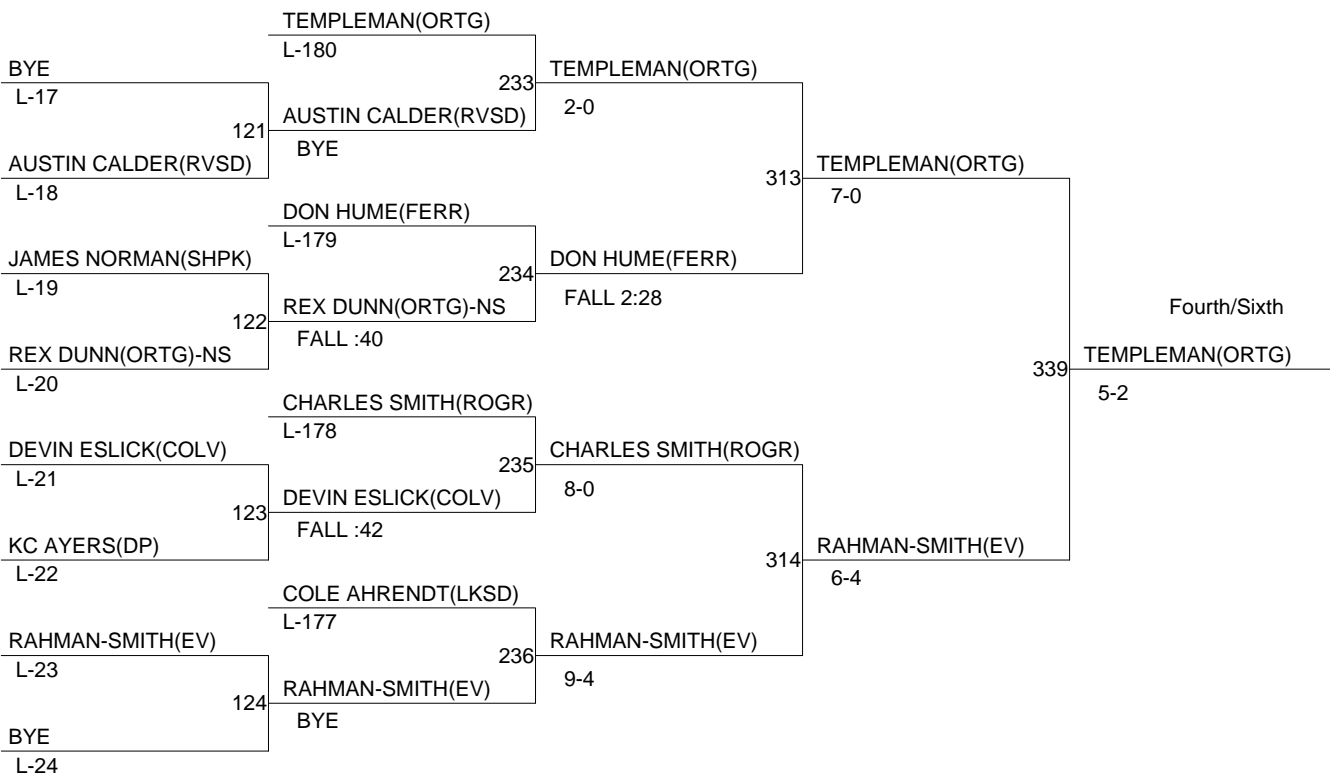 TEMPLEMAN(ORTG)
L-180
BYE
L-17
233
TEMPLEMAN(ORTG)
2-0
121
AUSTIN CALDER(RVSD)
BYE
AUSTIN CALDER(RVSD)
L-18
313
TEMPLEMAN(ORTG)
7-0
DON HUME(FERR)
L-179
JAMES NORMAN(SHPK)
L-19
234
DON HUME(FERR)
FALL 2:28
122
REX DUNN(ORTG)-NS
FALL :40
Fourth/Sixth
REX DUNN(ORTG)-NS
L-20
339
TEMPLEMAN(ORTG)
5-2
CHARLES SMITH(ROGR)
L-178
DEVIN ESLICK(COLV)
L-21
235
CHARLES SMITH(ROGR)
8-0
123
DEVIN ESLICK(COLV)
FALL :42
KC AYERS(DP)
L-22
314
RAHMAN-SMITH(EV)
6-4
COLE AHRENDT(LKSD)
L-177
RAHMAN-SMITH(EV)
L-23
236
RAHMAN-SMITH(EV)
9-4
124
RAHMAN-SMITH(EV)
BYE
BYE
L-24